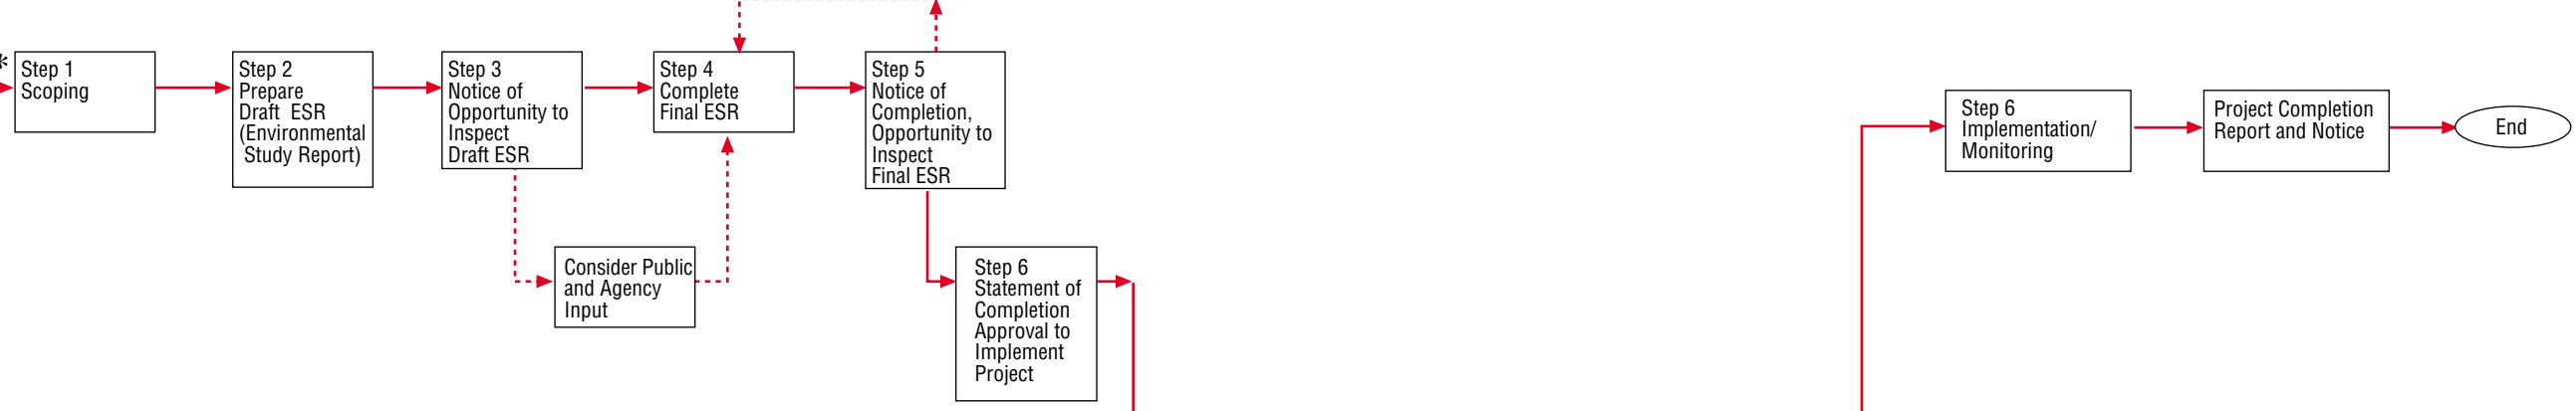 *
Step 1
Scoping
Step 2
Prepare
Draft ESR
(Environmental
Study Report)
Step 3
Notice of
Opportunity to
Inspect
Draft ESR
Step 4
Complete
Final ESR
Step 5
Notice of
Completion,
Opportunity to
Inspect
Final ESR
Consider Public
and Agency
Input
Step 6
Statement of
Completion
Approval to
Implement
Project
Step 6
Implementation/
Monitoring
Project Completion
Report and Notice
End